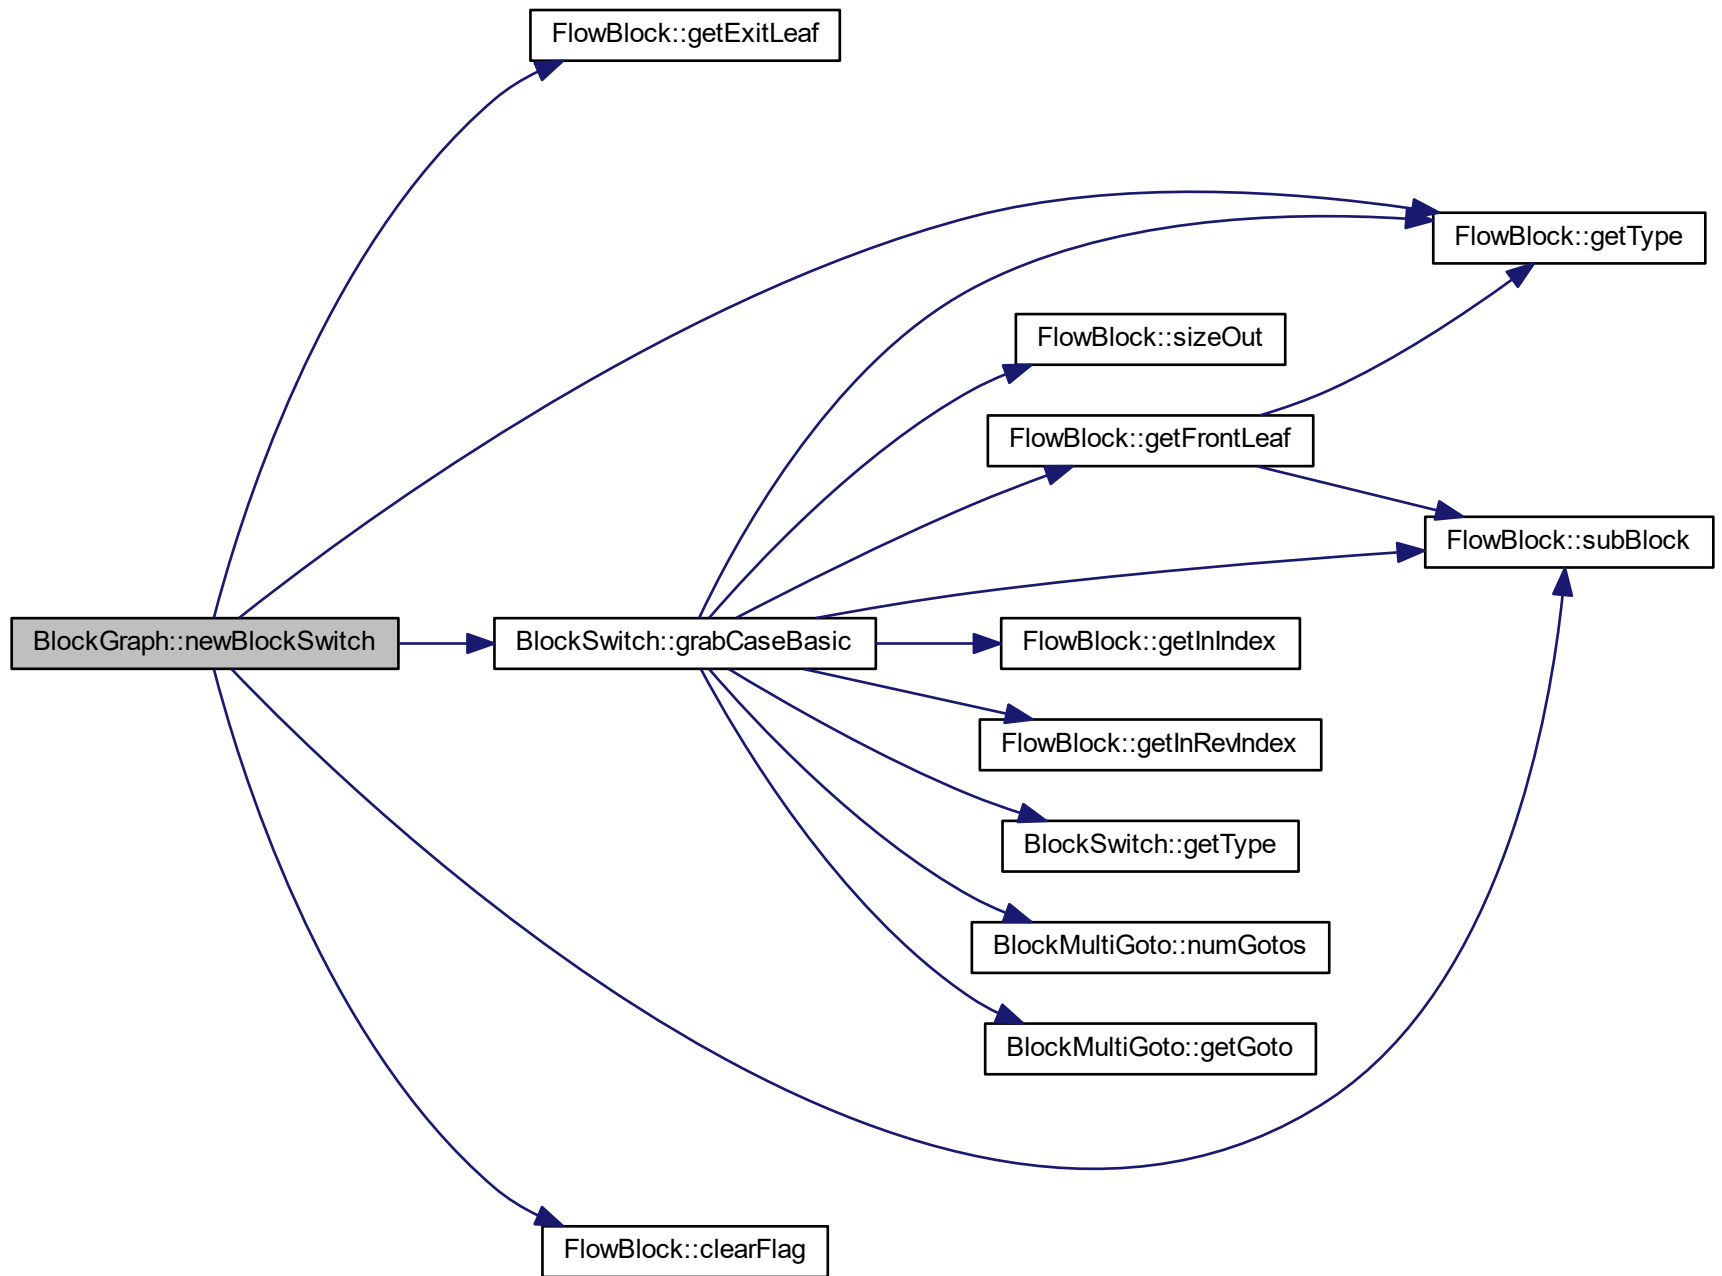 FlowBlock::getExitLeaf
FlowBlock::getType
FlowBlock::sizeOut
FlowBlock::getFrontLeaf
FlowBlock::subBlock
BlockGraph::newBlockSwitch
BlockSwitch::grabCaseBasic
FlowBlock::getInIndex
FlowBlock::getInRevIndex
BlockSwitch::getType
BlockMultiGoto::numGotos
BlockMultiGoto::getGoto
FlowBlock::clearFlag